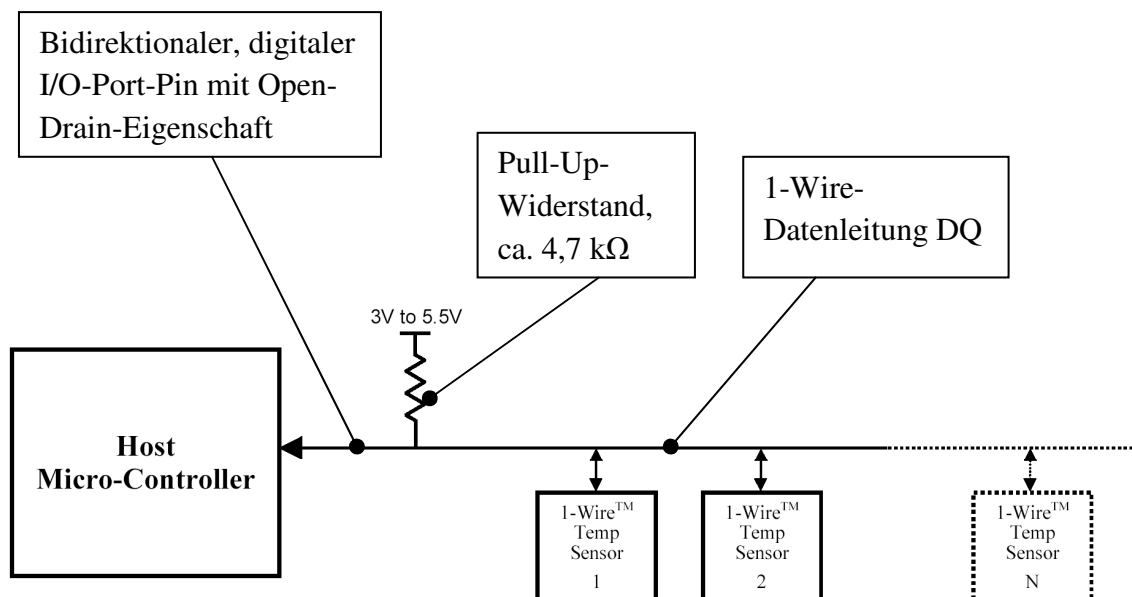 Bidirektionaler, digitaler
I/O-Port-Pin mit Open-
Drain-Eigenschaft
Pull-Up-
Widerstand,
ca. 4,7 kΩ
1-Wire-
Datenleitung DQ
3V to 5.5V
Host
Micro-Controller
1-Wire™
Temp
Sensor
1
1-Wire™
Temp
Sensor
2
1-Wire™
Temp
Sensor
N